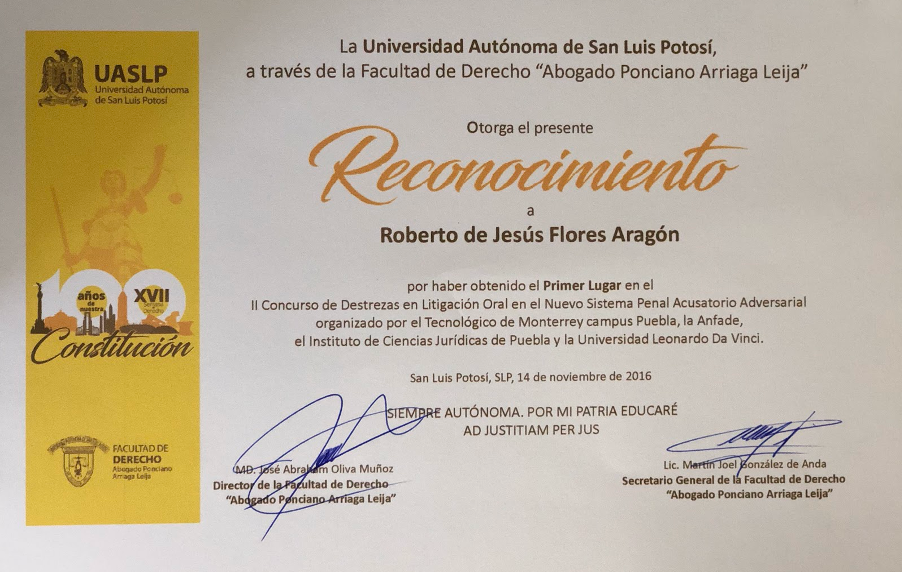 La Universidad Autónoma de San Luis Potosí,
a través de la Facultad de Derecho “Abogado Ponciano Arriaga Leija”
UASLP
Universidad Autónoma
de San Luis Potosí
Otorga el presente
Reconocimiento
a
Roberto de Jesús Flores Aragón
por haber obtenido el Primer Lugar en el
II Concurso de Destrezas en Litigación Oral en el Nuevo Sistema Penal Acusatorio Adversarial
organizado por el Tecnológico de Monterrey campus Puebla, la Anfade,
el Instituto de Ciencias Jurídicas de Puebla y la Universidad Leonardo Da Vinci.
100
años
de
nuestra
XVII
Constitución
San Luis Potosí, SLP, 14 de noviembre de 2016
SIEMPRE AUTÓNOMA. POR MI PATRIA EDUCARÉ
AD JUSTITIAM PER JUS
FACULTAD DE
DERECHO
Abogado Ponciano
Arriaga Leija
MD. José Abraham Oliva Muñoz
Director de la Facultad de Derecho
“Abogado Ponciano Arriaga Leija”
Lic. Martín Joel González de Anda
Secretario General de la Facultad de Derecho
“Abogado Ponciano Arriaga Leija”